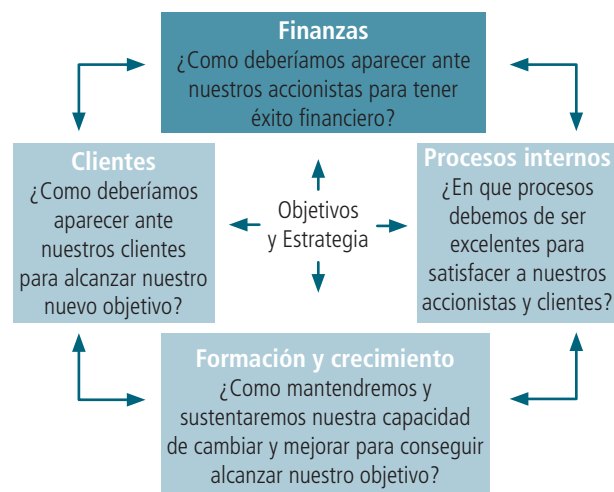 Finanzas
¿Como deberíamos aparecer ante
nuestros accionistas para tener
éxito financiero?
Clientes
¿Como deberíamos
aparecer ante
nuestros clientes
para alcanzar nuestro
nuevo objetivo?
Objetivos
y Estrategia
Procesos internos
¿En que procesos
debemos de ser
excelentes para
satisfacer a nuestros
accionistas y clientes?
Formación y crecimiento
¿Como mantendremos y
sustentaremos nuestra capacidad
de cambiar y mejorar para conseguir
alcanzar nuestro objetivo?